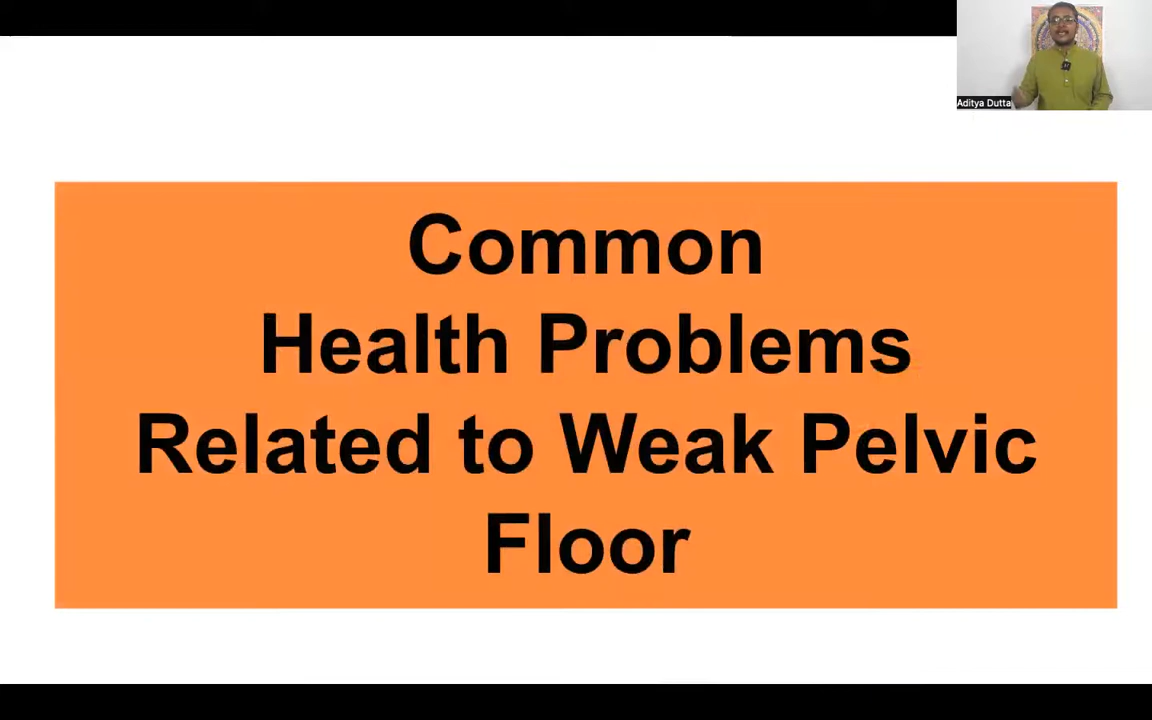 Aditya Dutta
Common
Health Problems
Related to Weak Pelvic
Floor